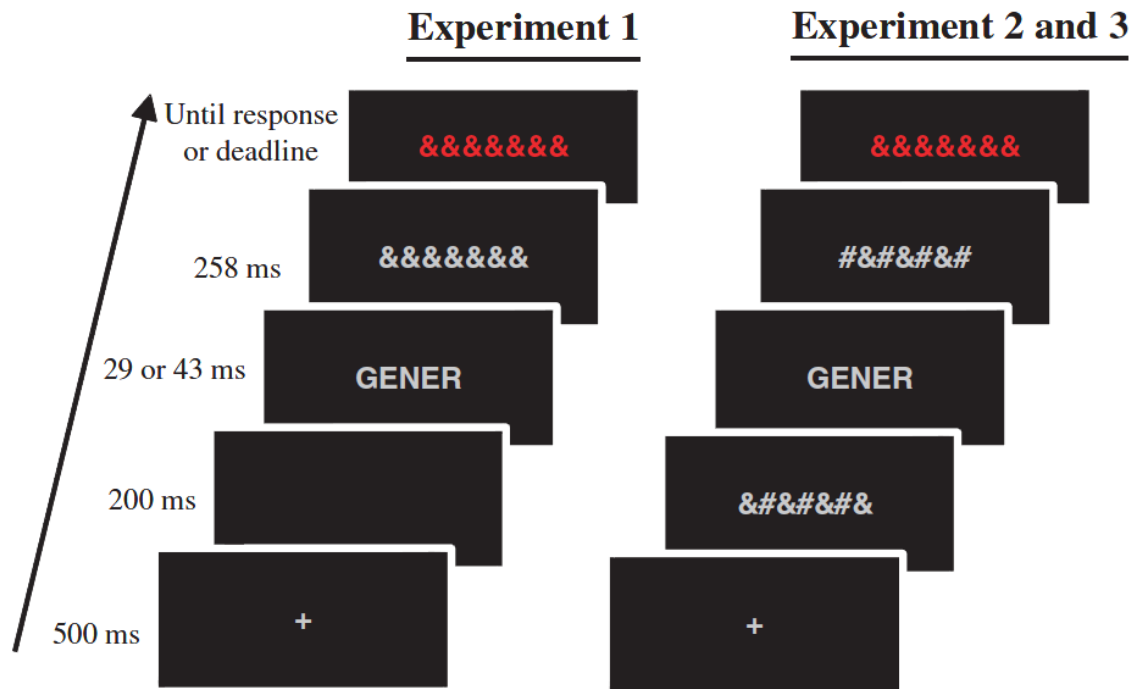 Experiment 1
Experiment 2 and 3
Until response
or deadline
&&&&&&&
&&&&&&&
258 ms
&&&&&&&
#&#&#&#
29 or 43 ms
GENER
GENER
200 ms
&#&#&#&
500 ms
+
+